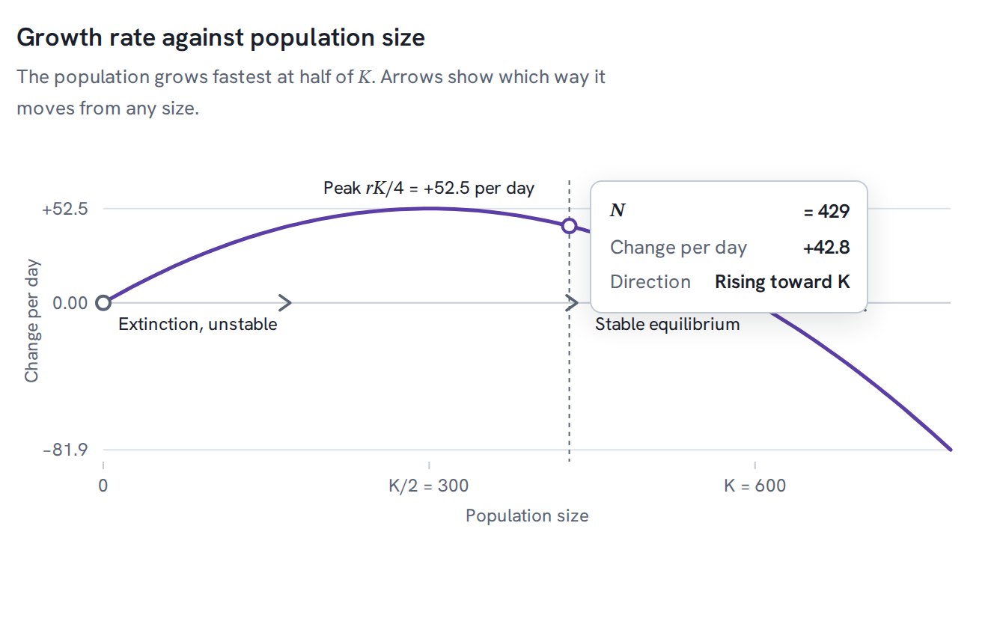 Growth rate against population size
The population grows fastest at half of K. Arrows show which way it
moves from any size.
Peak rK/4 = +52.5 per day
+52.5
N = 429
Change per day +42.8
Direction Rising toward K
Change per day
0.00
Extinction, unstable
Stable equilibrium
−81.9
0
K/2 = 300
K = 600
Population size